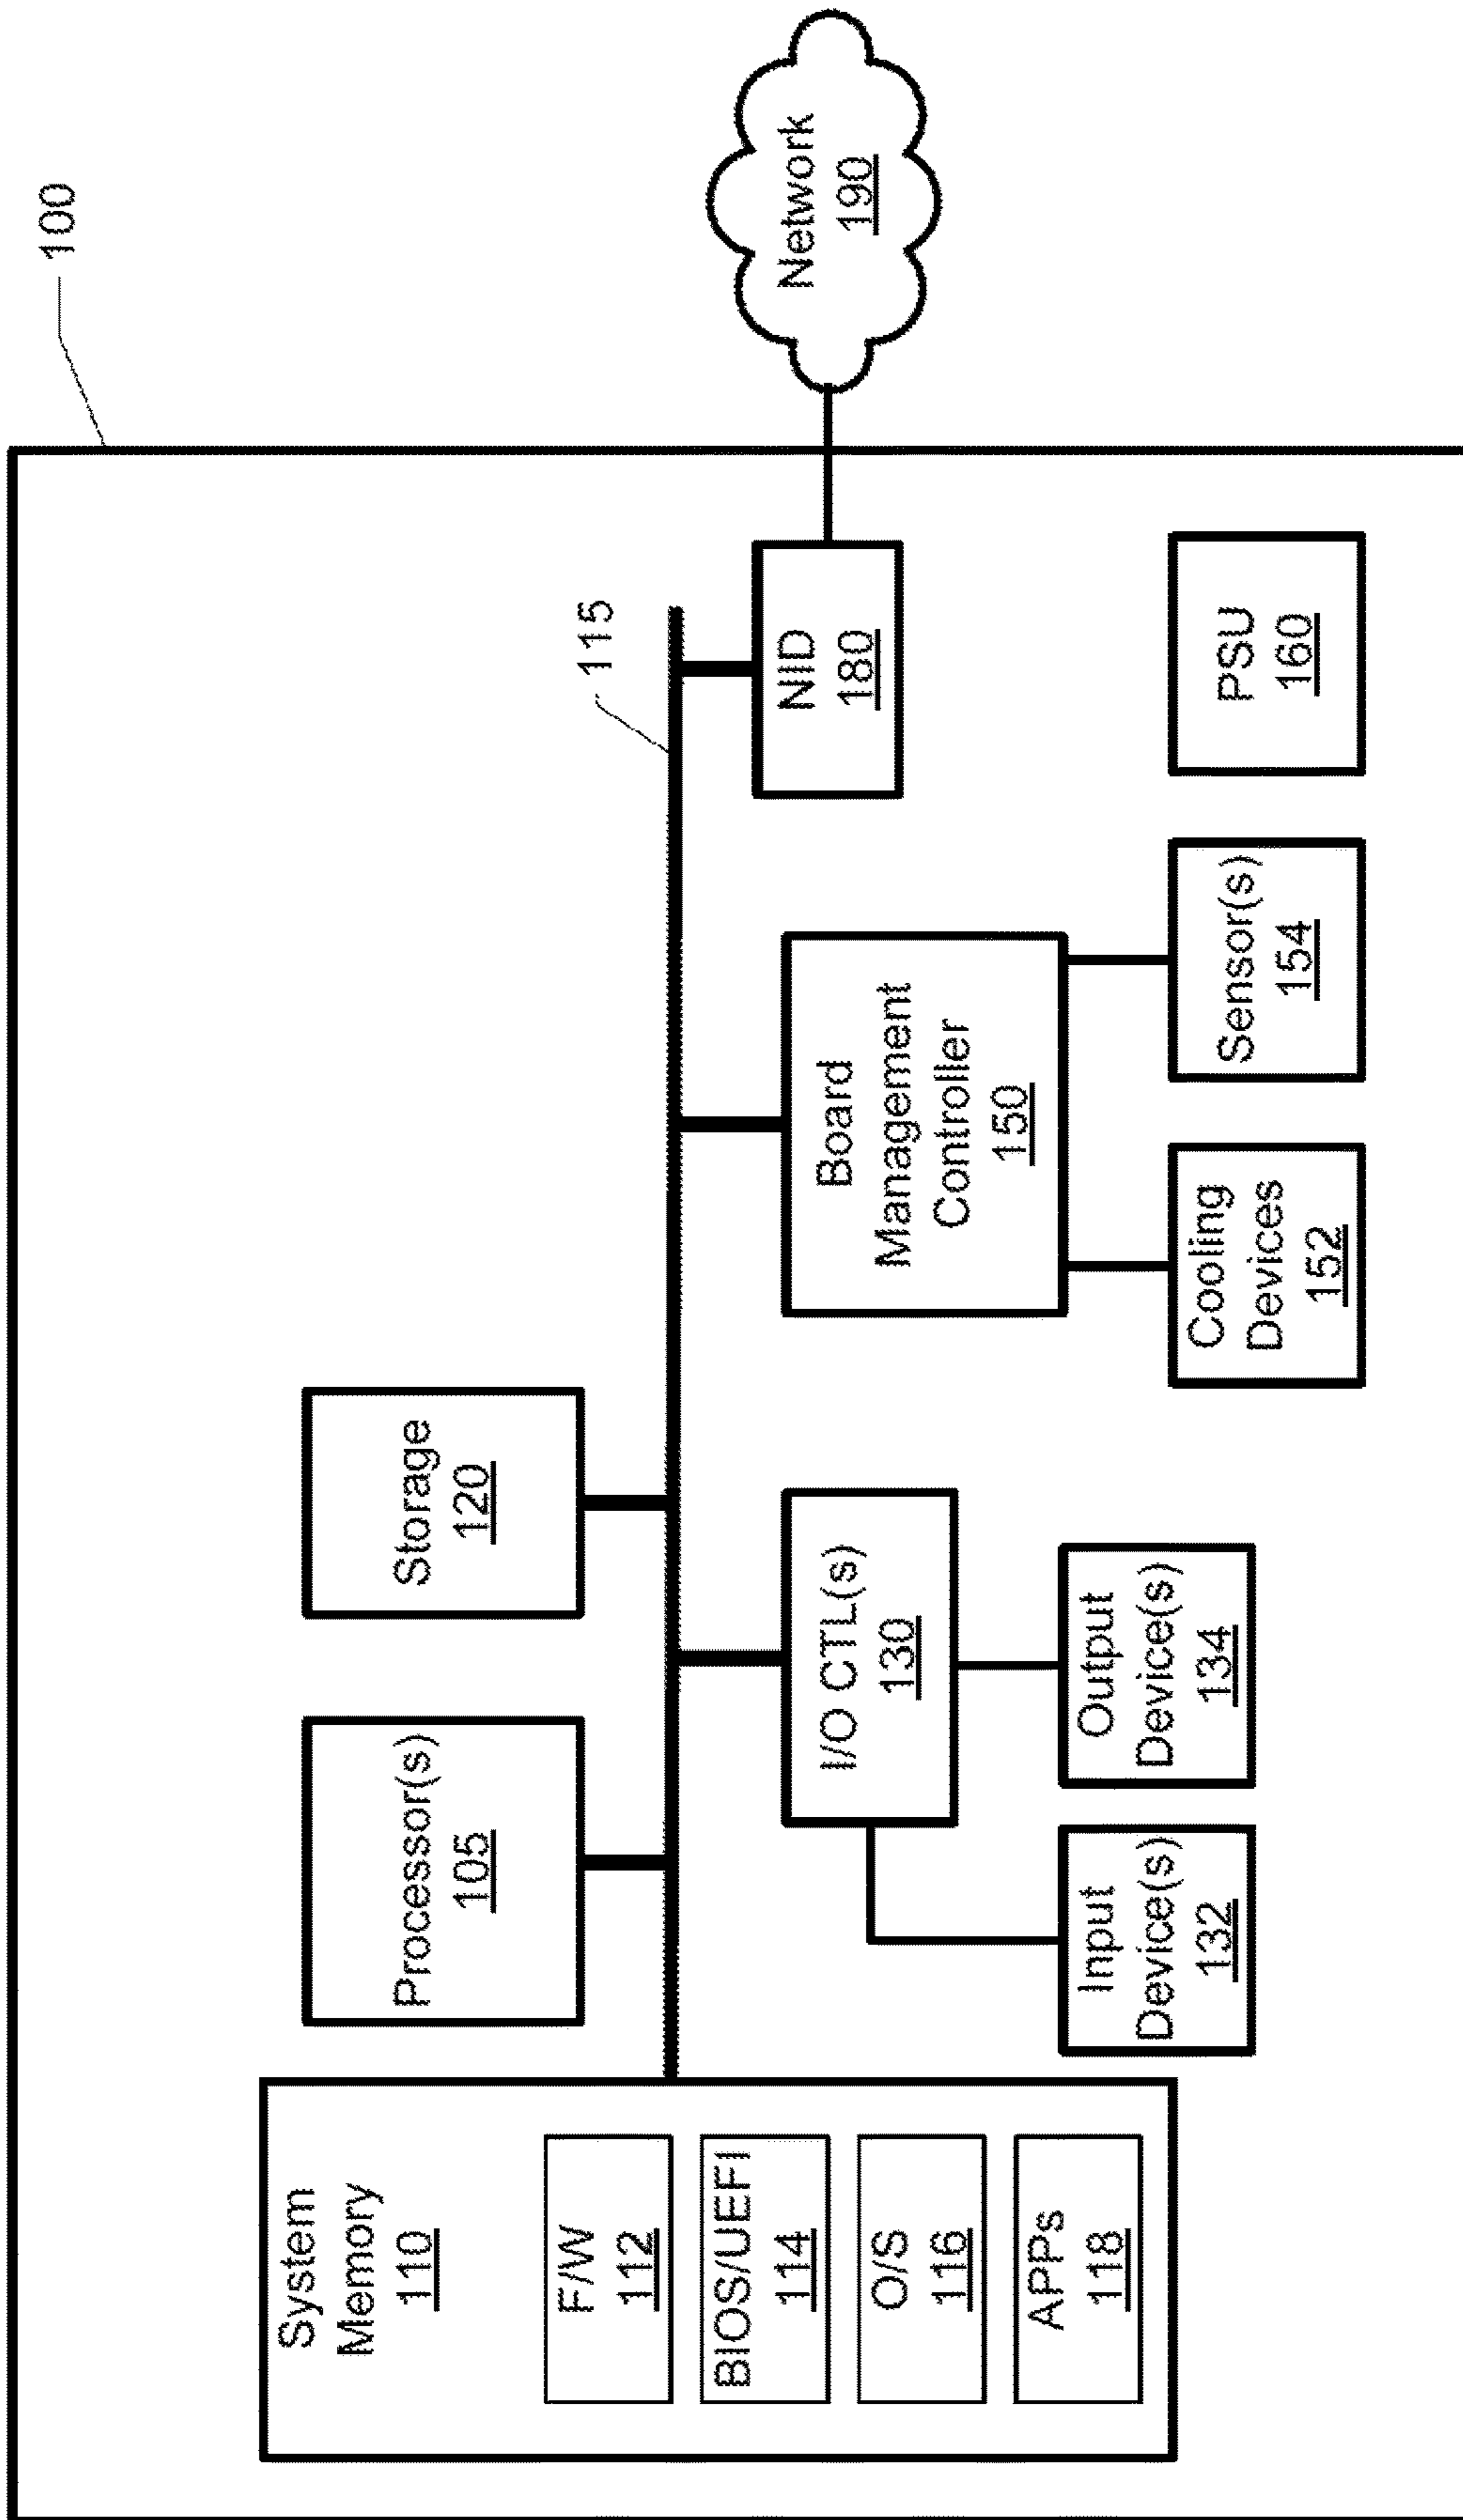 100
System
Memory
110
F/W
112
BIOS/UEFI
114
O/S
116
APPs
118
Processor(s)
105
Storage
120
115
I/O CTL(s)
130
Input
Device(s)
132
Output
Device(s)
134
Board
Management
Controller
150
Cooling
Devices
152
Sensor(s)
154
NID
180
PSU
160
Network
190